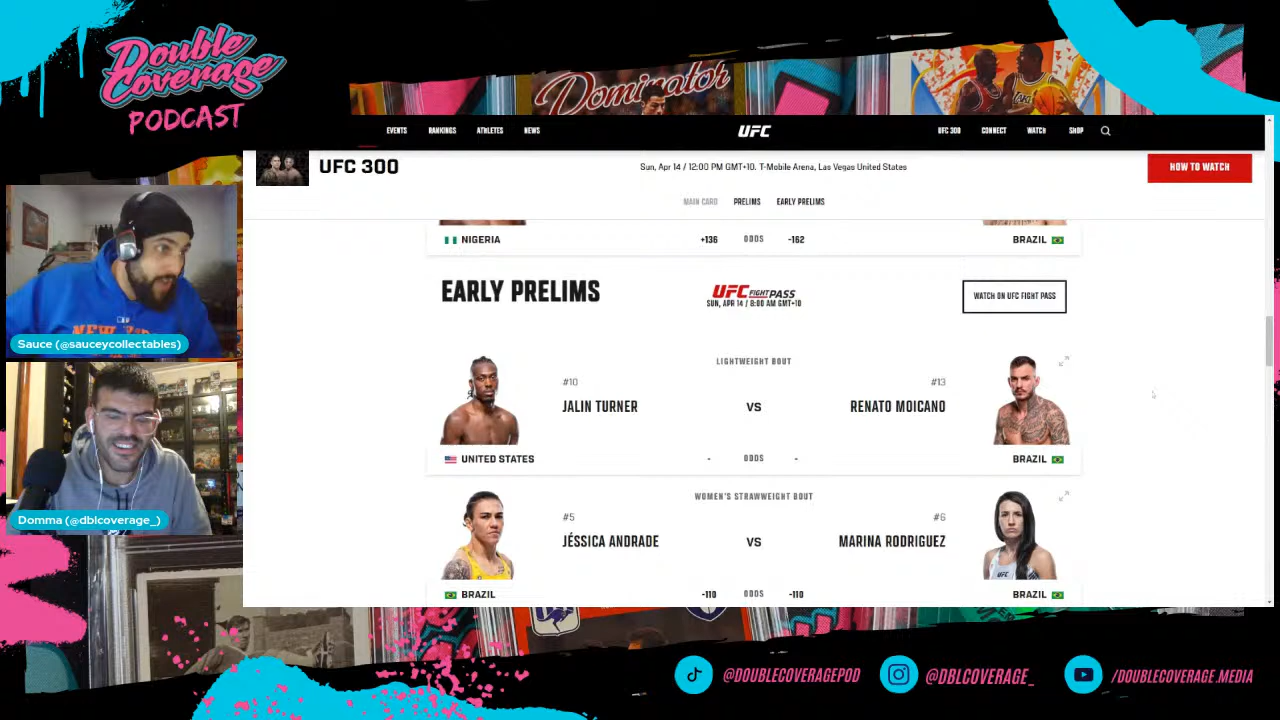 Double
Coverage
PODCAST
Dominator
EVENTS
RANKINGS
ATHLETES
NEWS
UFC
UFC 300
CONNECT
WATCH
SHOP
UFC 300
Sun, Apr 14 / 12:00 PM GMT+10. T-Mobile Arena, Las Vegas United States
HOW TO WATCH
MAIN CARD
PRELIMS
EARLY PRELIMS
NIGERIA
+136
ODDS
-162
BRAZIL
EARLY PRELIMS
UFC FIGHT PASS
SUN, APR 14 / 8:00 AM GMT+10
WATCH ON UFC FIGHT PASS
LIGHTWEIGHT BOUT
#10
#13
JALIN TURNER
VS
RENATO MOICANO
UNITED STATES
-
ODDS
-
BRAZIL
WOMEN'S STRAWWEIGHT BOUT
#5
#6
JÉSSICA ANDRADE
VS
MARINA RODRIGUEZ
BRAZIL
-110
ODDS
-110
BRAZIL
Sauce (@sauceycollectables)
Domma (@dblcoverage_)
@DOUBLECOVERAGEPOD
@DBLCOVERAGE_
/DOUBLECOVERAGE.MEDIA